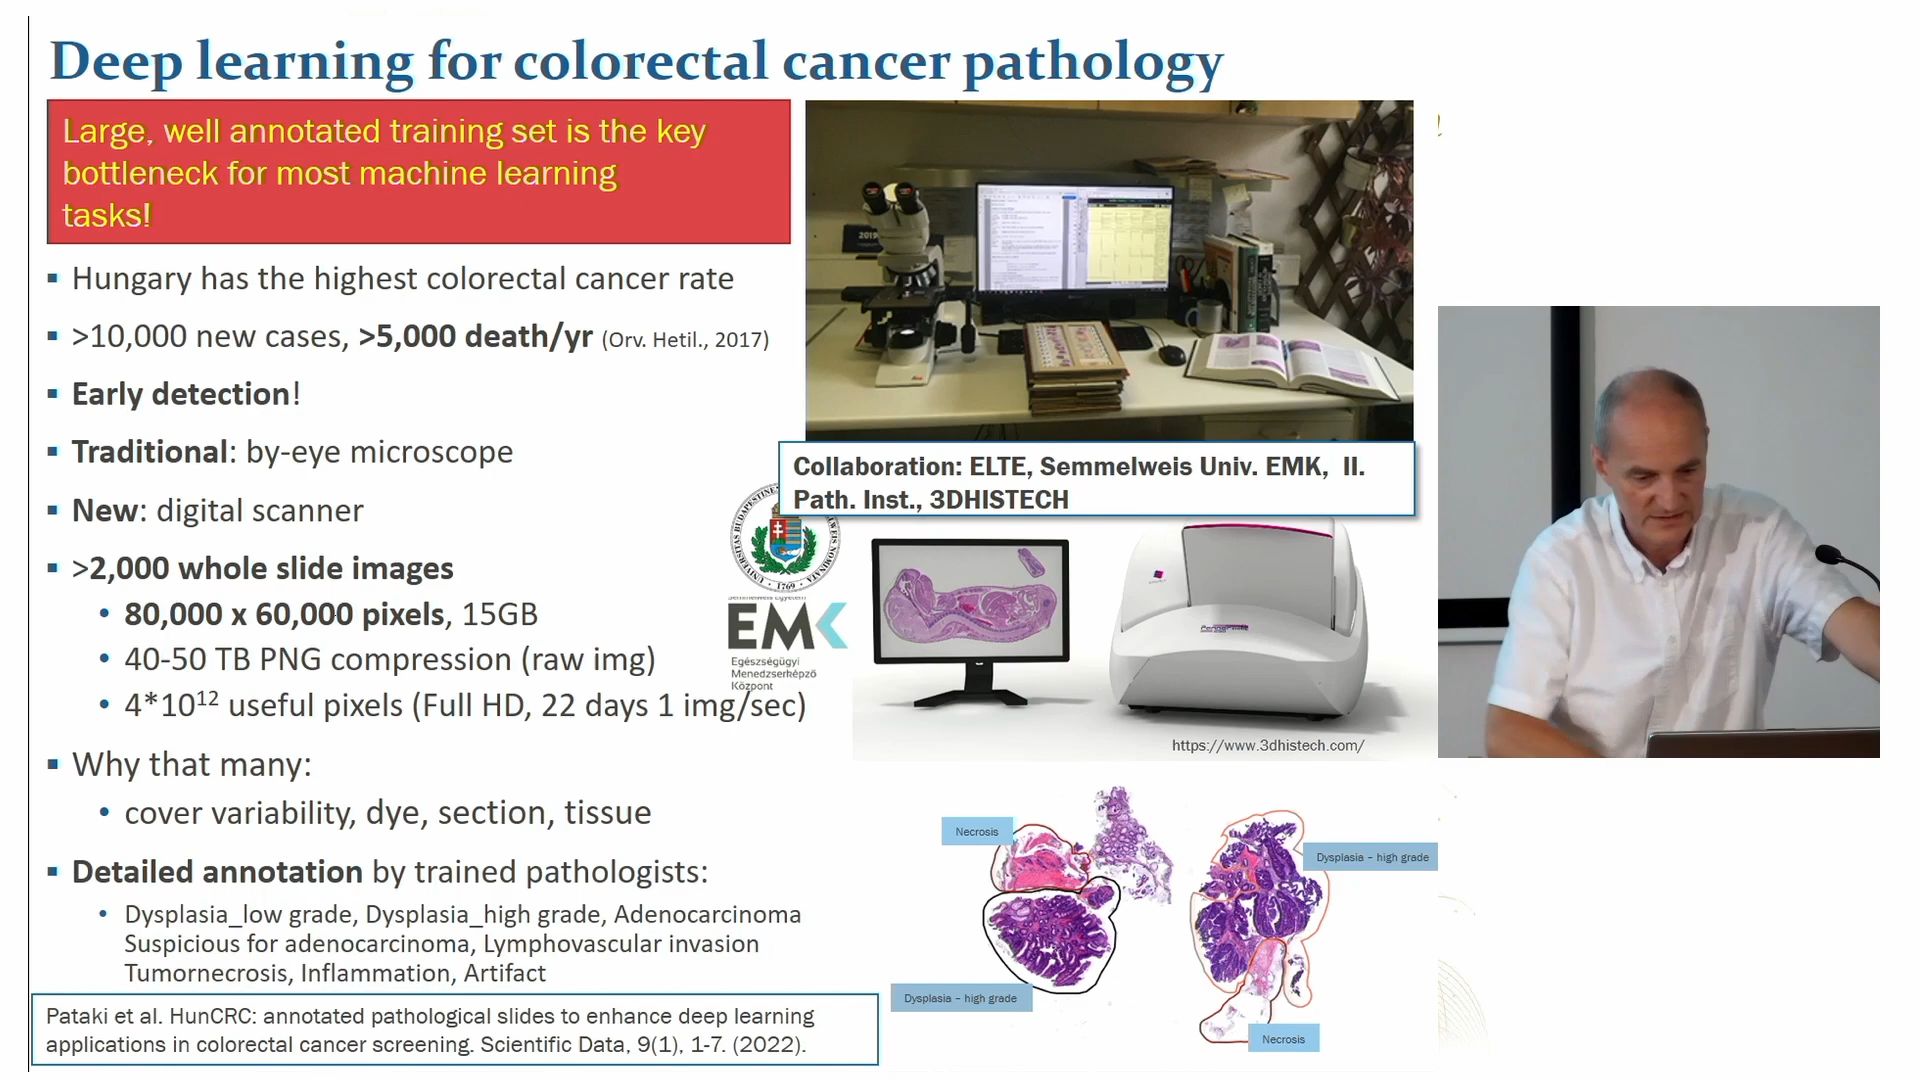 Deep learning for colorectal cancer pathology
Large, well annotated training set is the key
bottleneck for most machine learning
tasks!
▪ Hungary has the highest colorectal cancer rate
▪ >10,000 new cases, >5,000 death/yr (Orv. Hetil., 2017)
▪ Early detection!
▪ Traditional: by-eye microscope
▪ New: digital scanner
▪ >2,000 whole slide images
• 80,000 x 60,000 pixels, 15GB
• 40-50 TB PNG compression (raw img)
• 4*10¹² useful pixels (Full HD, 22 days 1 img/sec)
▪ Why that many:
• cover variability, dye, section, tissue
▪ Detailed annotation by trained pathologists:
• Dysplasia_low grade, Dysplasia_high grade, Adenocarcinoma
Suspicious for adenocarcinoma, Lymphovascular invasion
Tumornecrosis, Inflammation, Artifact
Pataki et al. HunCRC: annotated pathological slides to enhance deep learning
applications in colorectal cancer screening. Scientific Data, 9(1), 1-7. (2022).
2019
Collaboration: ELTE, Semmelweis Univ. EMK, II.
Path. Inst., 3DHISTECH
1769
EMK
Egészségügyi
Menedzserképző
Központ
https://www.3dhistech.com/
Necrosis
Dysplasia – high grade
Dysplasia – high grade
Necrosis